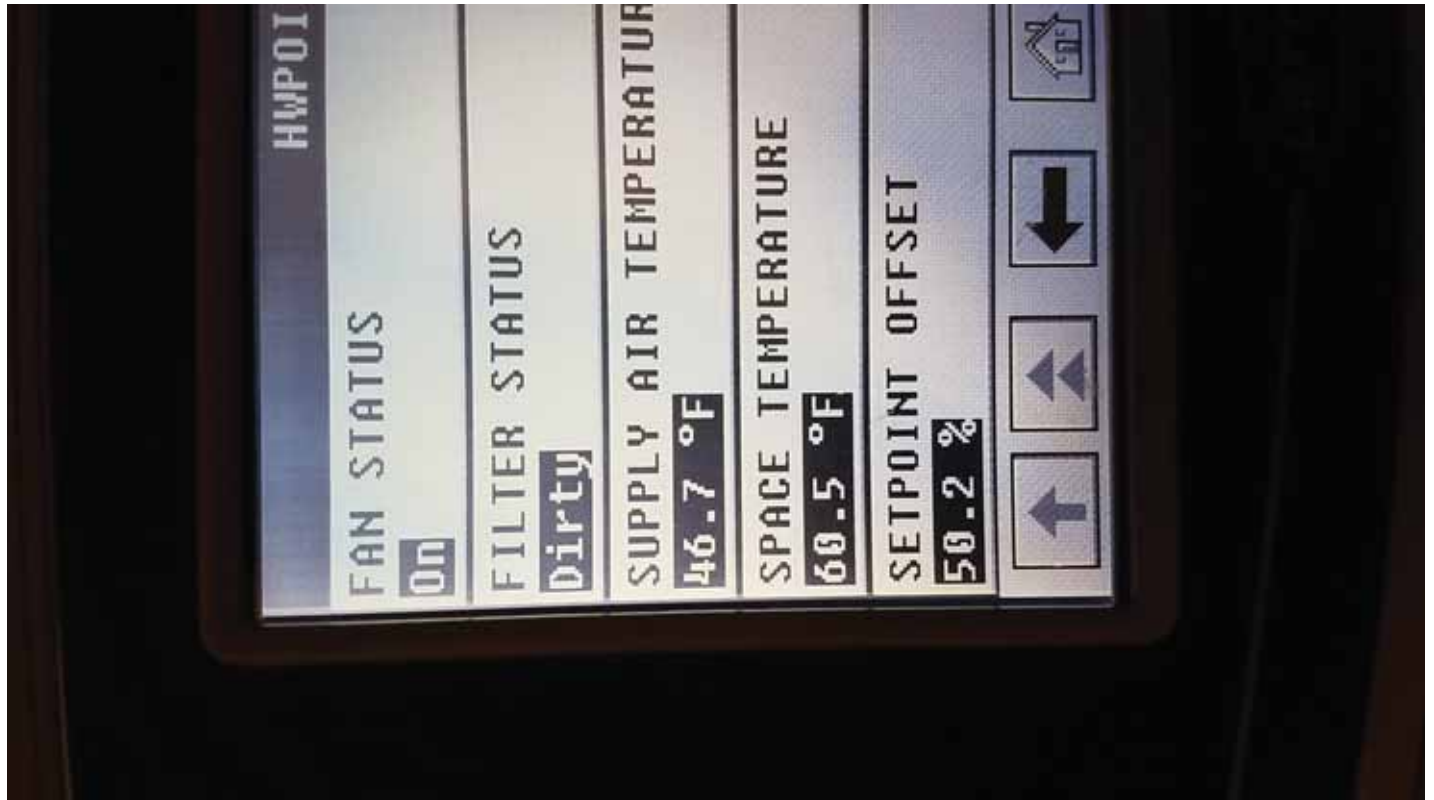 HWPOI
FAN STATUS
On
FILTER STATUS
Dirty
SUPPLY AIR TEMPERATUR
46.7 °F
SPACE TEMPERATURE
60.5 °F
SETPOINT OFFSET
50.2 %